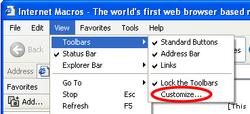 Internet Macros - The world's first web browser based m
File Edit View Favorites Tools Help
Toolbars Standard Buttons
Status Bar Address Bar
Explorer Bar Links
Go To Lock the Toolbars
Stop Esc Customize...
Refresh F5
Back
Address
Favorites
Add...